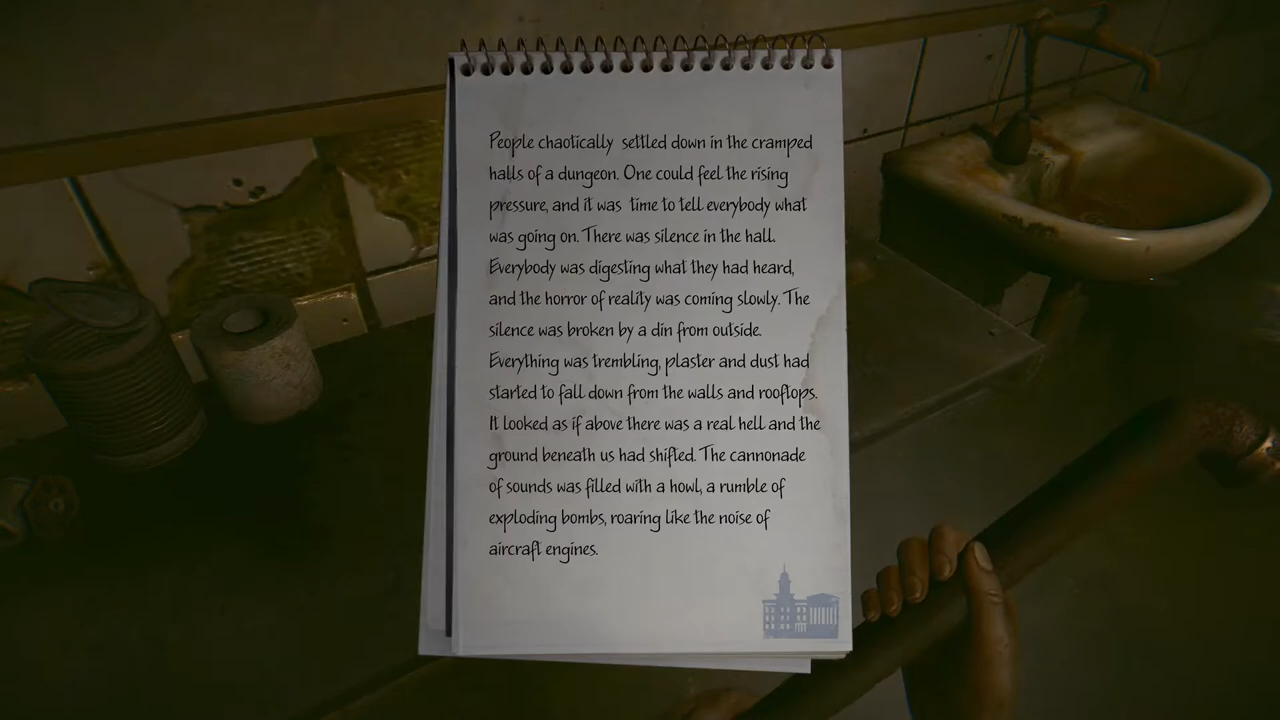 People chaotically settled down in the cramped
halls of a dungeon. One could feel the rising
pressure, and it was time to tell everybody what
was going on. There was silence in the hall.
Everybody was digesting what they had heard,
and the horror of reality was coming slowly. The
silence was broken by a din from outside.
Everything was trembling, plaster and dust had
started to fall down from the walls and rooftops.
It looked as if above there was a real hell and the
ground beneath us had shifted. The cannonade
of sounds was filled with a howl, a rumble of
exploding bombs, roaring like the noise of
aircraft engines.